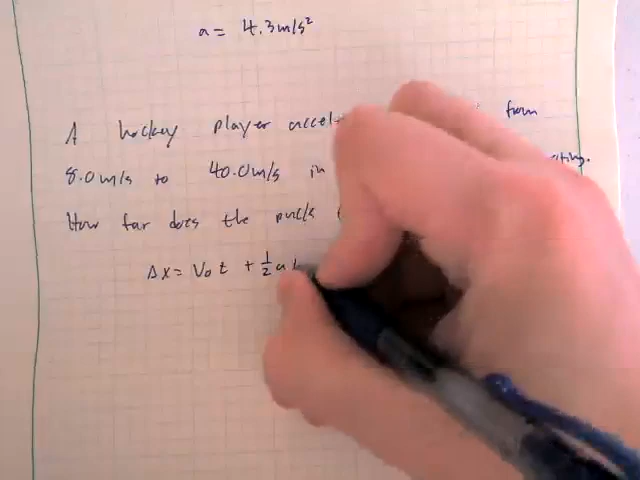 a = 4.3 m/s²
A hockey player accel from
8.0 m/s to 40.0 m/s in
How far does the puck
Δx = V₀ t + ½ a t